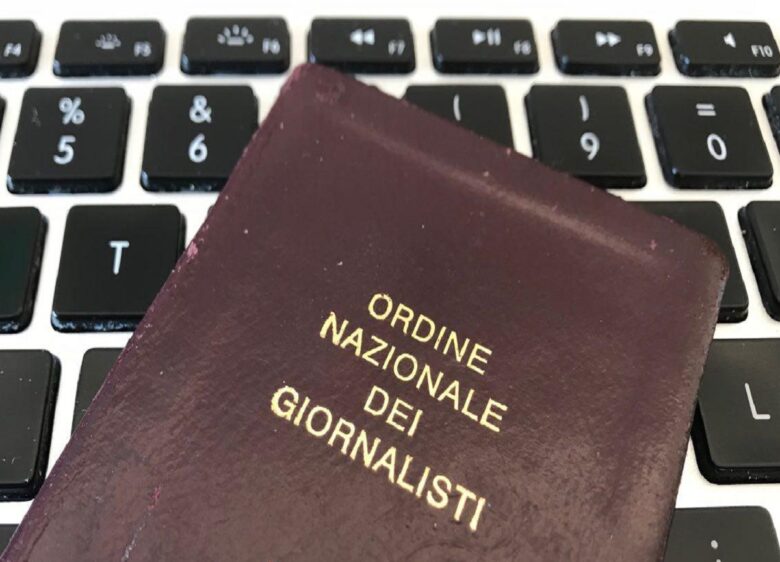 F4 F5 F6 F7 F8 F9 F10
% & ( ) =
5 6 9 0
T
ORDINE
NAZIONALE
DEI
GIORNALISTI
L